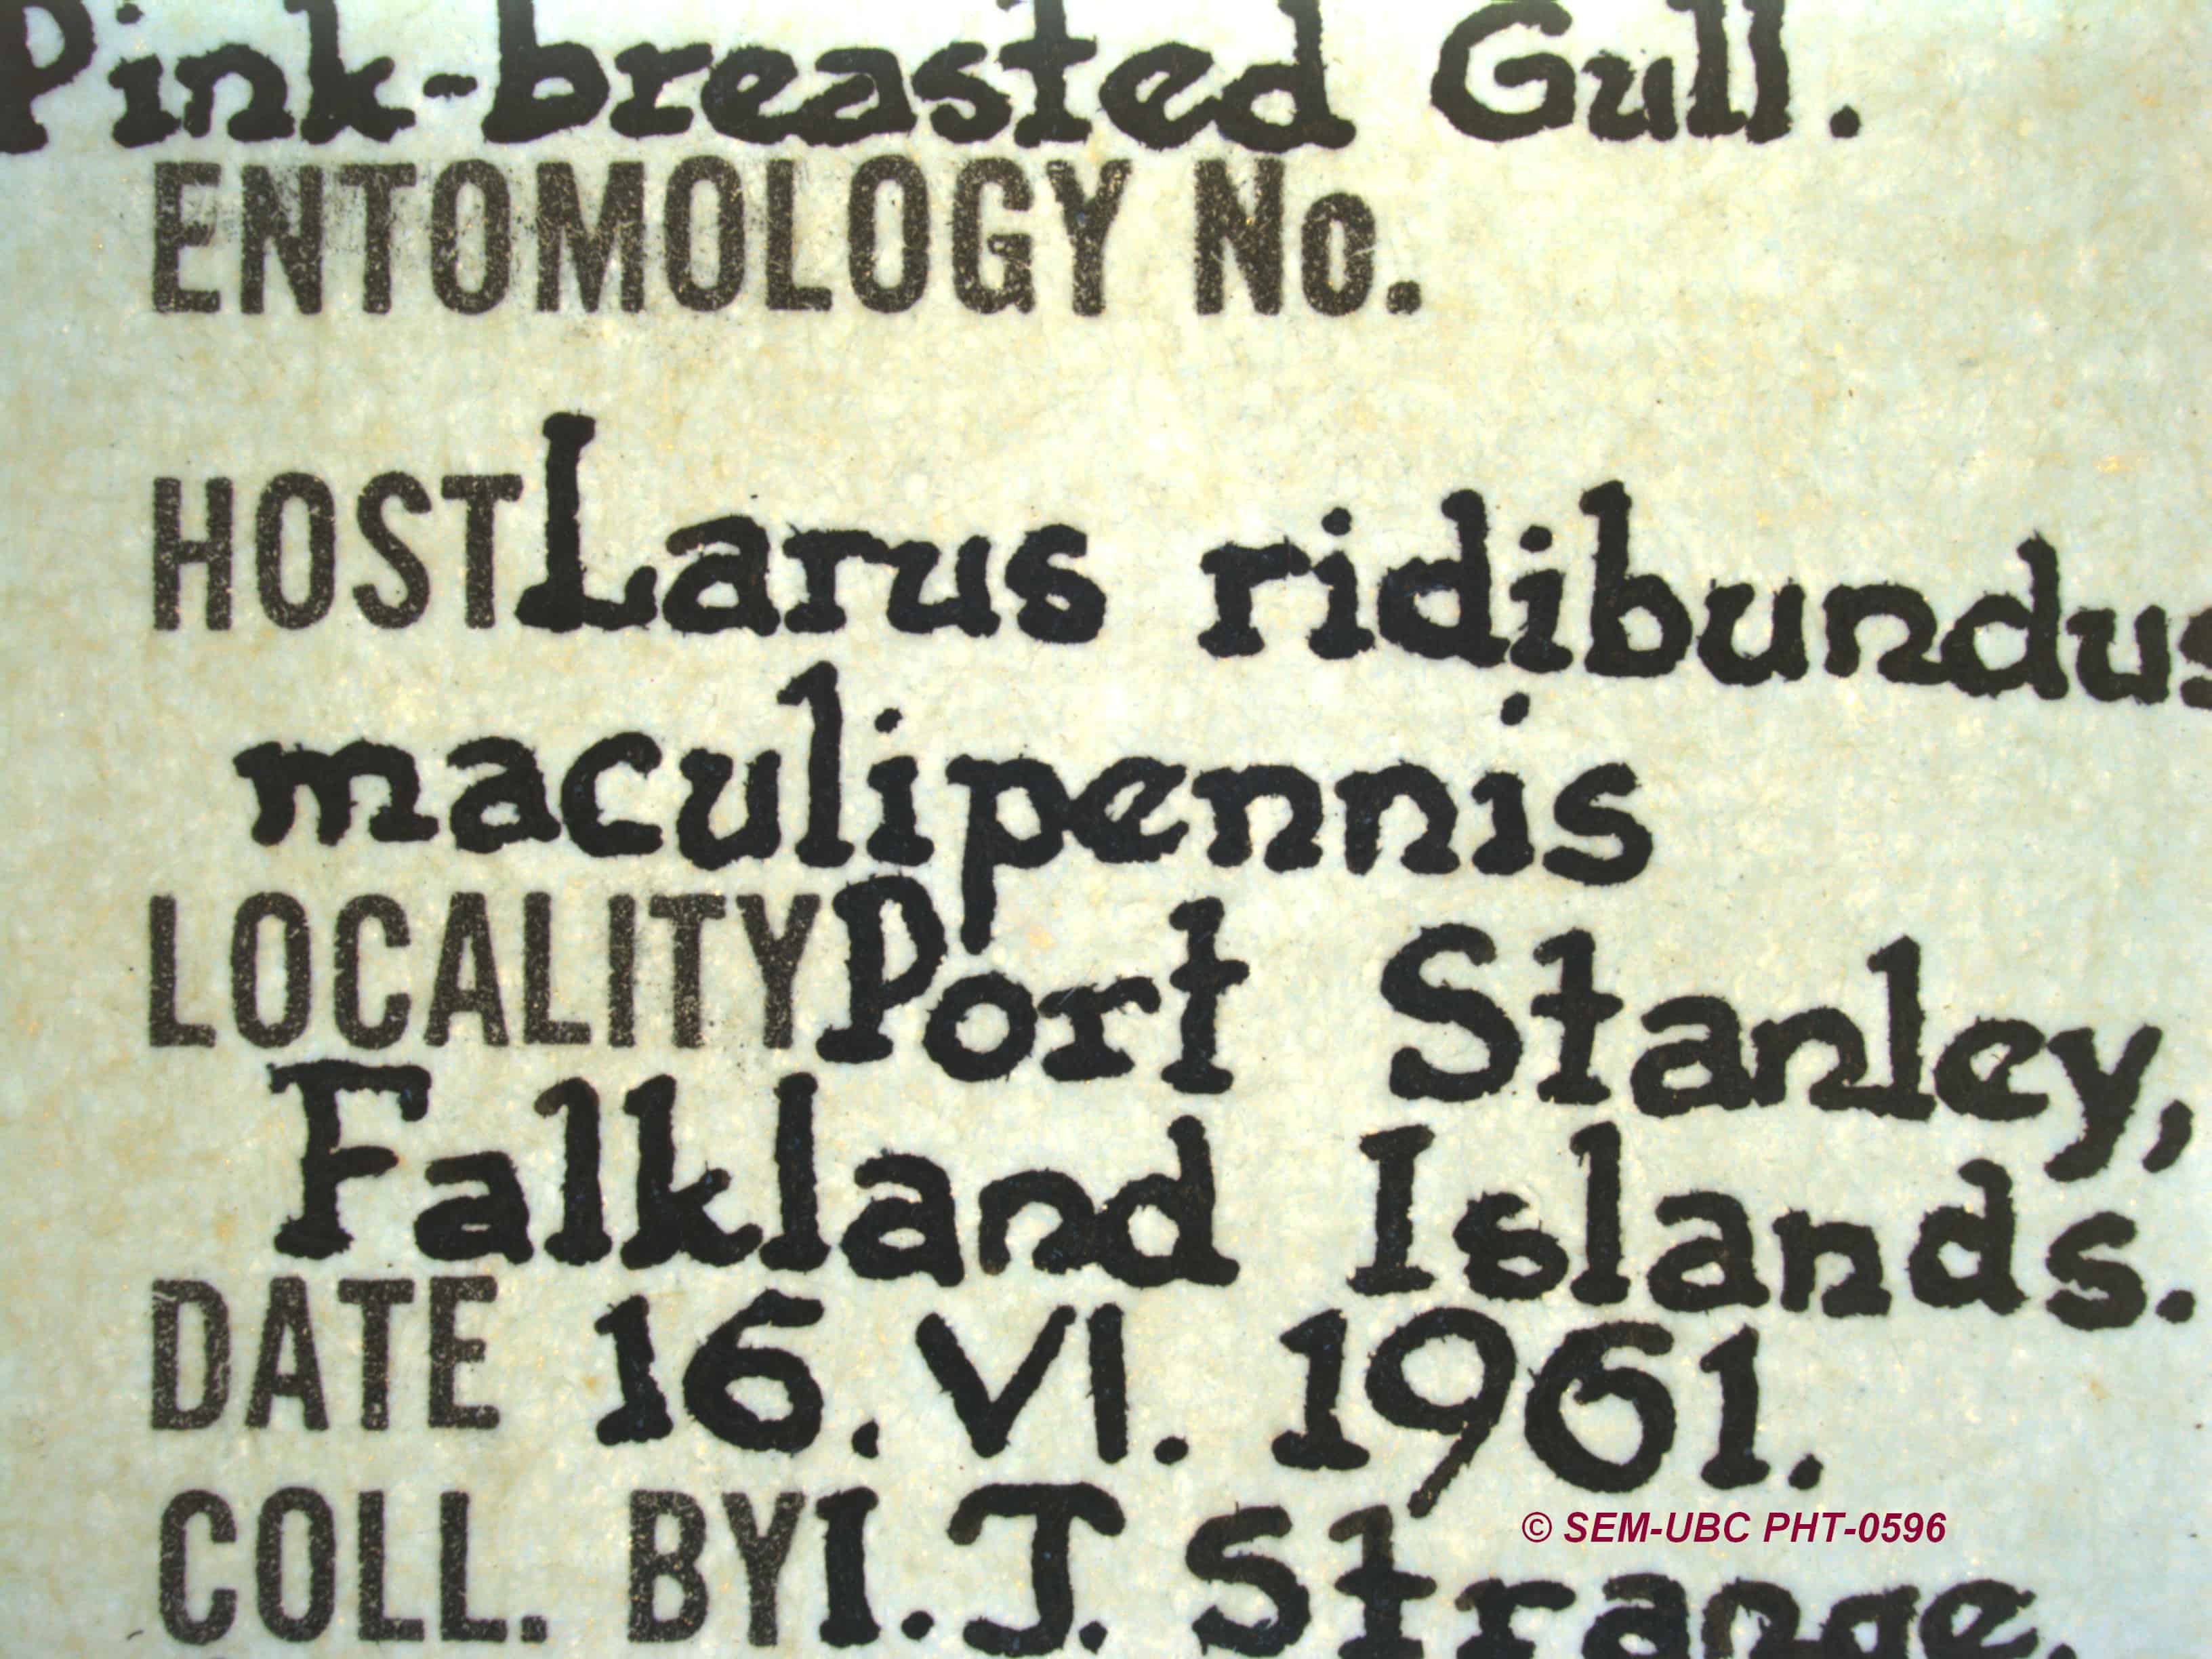 Pink-breasted Gull.
ENTOMOLOGY No.
HOST Larus ridibundus
maculipennis
LOCALITY Port Stanley,
Falkland Islands.
DATE 16.VI. 1961.
COLL. BY I.J. Strange.
© SEM-UBC PHT-0596